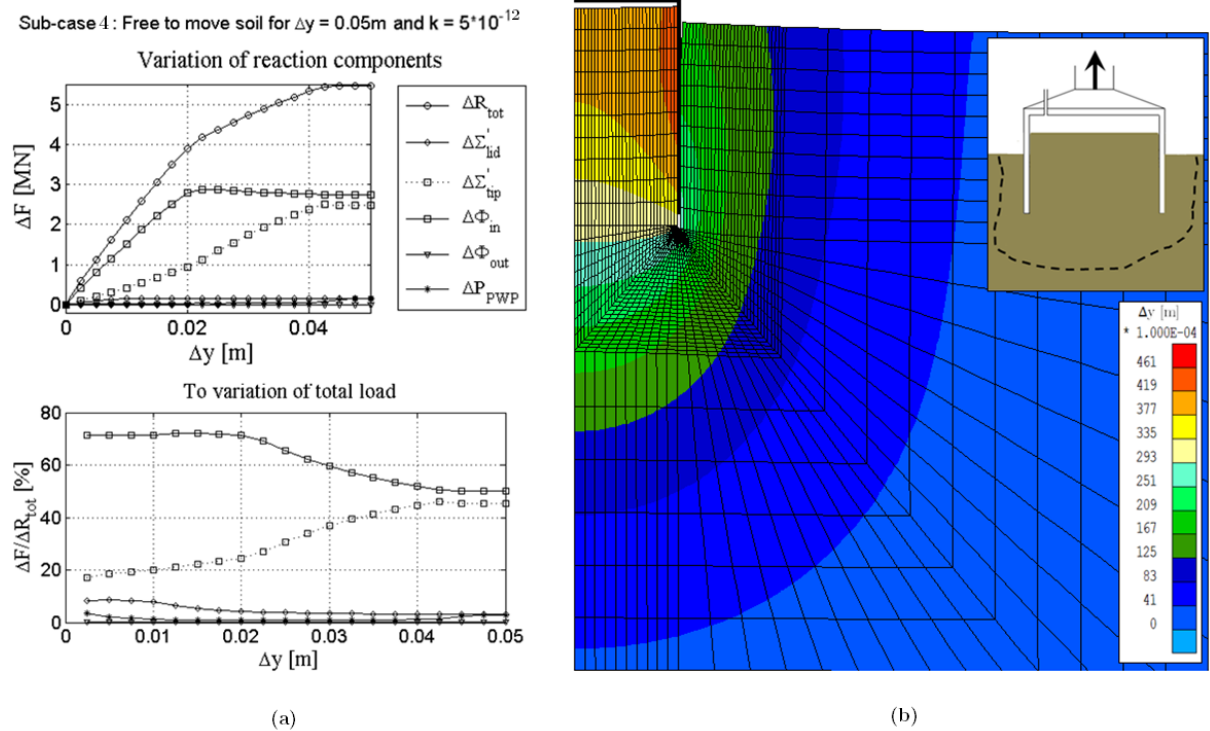 Sub-case 4: Free to move soil for Δy = 0.05m and k = 5*10⁻¹²
Variation of reaction components
ΔF [MN]
5
4
3
2
1
0
0
0.02
0.04
Δy [m]
ΔR_tot
ΔΣ'_lid
ΔΣ'_tip
ΔΦ_in
ΔΦ_out
ΔP_PWP
To variation of total load
ΔF/ΔR_tot [%]
80
60
40
20
0
0
0.01
0.02
0.03
0.04
0.05
Δy [m]
(a)
Δy [m]
* 1.000E-04
461
419
377
335
293
251
209
167
125
83
41
0
(b)